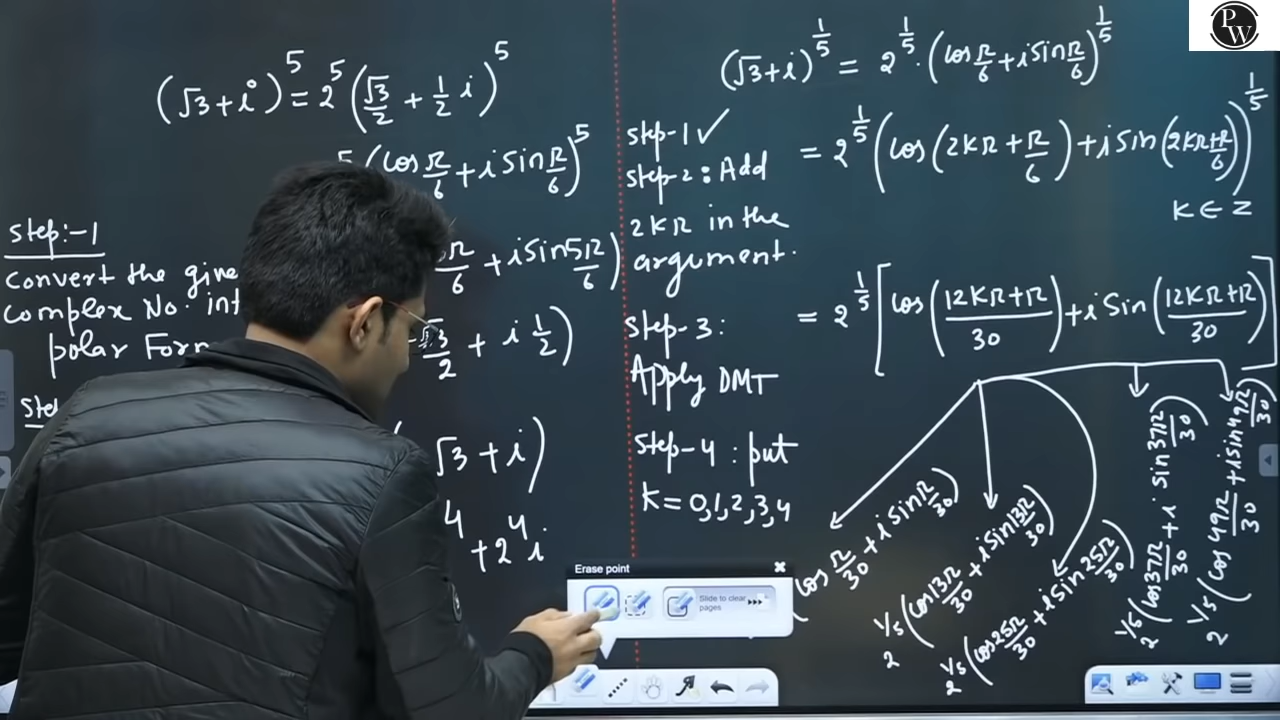 PW
(√3+i)^5 = 2^5 (√3/2 + 1/2 i)^5
5 (cos π/6 + i sin π/6)^5
π/6 + i sin 5π/6)
√3/2 + i 1/2)
√3 + i)
4
+ 2^4 i
step:-1
convert the give
complex No. int
polar Form
Ste
(√3+i)^1/5 = 2^1/5 · (cos π/6 + i sin π/6)^1/5
= 2^1/5 (cos (2kπ + π/6) + i sin (2kπ + π/6))^1/5
K ∈ Z
= 2^1/5 [cos (12kπ+π / 30) + i sin (12kπ+π / 30)]
step-1 ✓
step-2 : Add
2kπ in the
argument.
step-3 :
Apply DMT
step-4 : put
K = 0,1,2,3,4
cos π/30 + i sin π/30)
2^1/5 (cos 13π/30 + i sin 13π/30)
2^1/5 (cos 25π/30 + i sin 25π/30)
2^1/5 (cos 37π/30 + i sin 37π/30)
2^1/5 (cos 49π/30 + i sin 49π/30)
Erase point
Slide to clear
pages